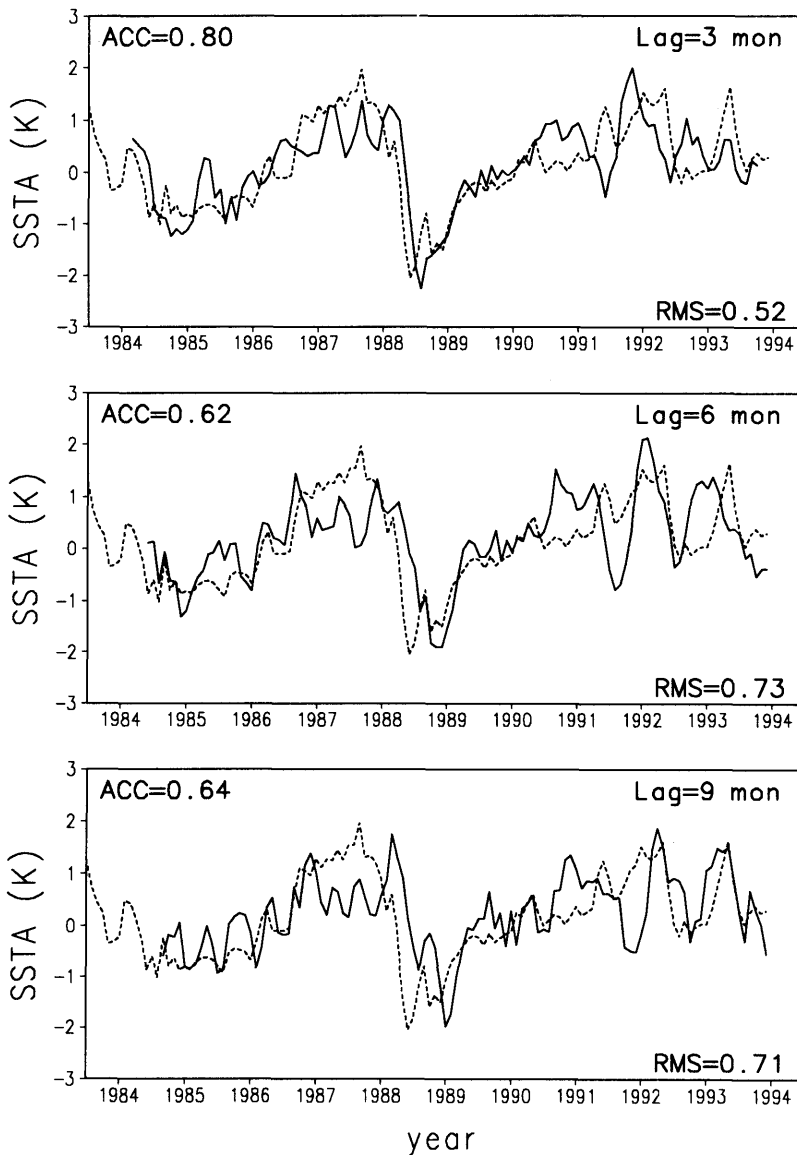 ACC=0.80 Lag=3 mon
3
2
1
0
-1
-2
-3
SSTA (K)
RMS=0.52
1984 1985 1986 1987 1988 1989 1990 1991 1992 1993 1994
ACC=0.62 Lag=6 mon
3
2
1
0
-1
-2
-3
SSTA (K)
RMS=0.73
1984 1985 1986 1987 1988 1989 1990 1991 1992 1993 1994
ACC=0.64 Lag=9 mon
3
2
1
0
-1
-2
-3
SSTA (K)
RMS=0.71
1984 1985 1986 1987 1988 1989 1990 1991 1992 1993 1994
year